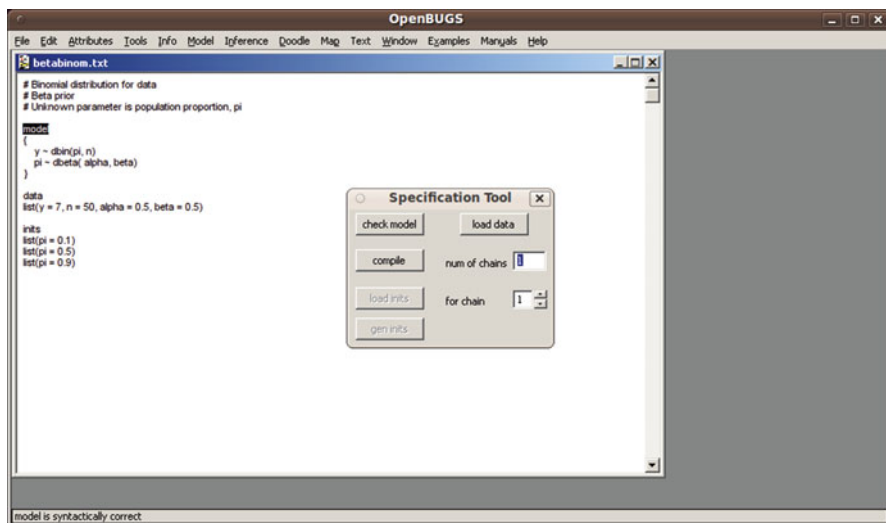 OpenBUGS
File Edit Attributes Tools Info Model Inference Doodle Map Text Window Examples Manuals Help
betabinom.txt
# Binomial distribution for data
# Beta prior
# Unknown parameter is population proportion, pi
model
{
y ~ dbin(pi, n)
pi ~ dbeta( alpha, beta)
}
data
list(y = 7, n = 50, alpha = 0.5, beta = 0.5)
inits
list(pi = 0.1)
list(pi = 0.5)
list(pi = 0.9)
Specification Tool
check model load data
compile num of chains 1
load inits for chain 1
gen inits
model is syntactically correct